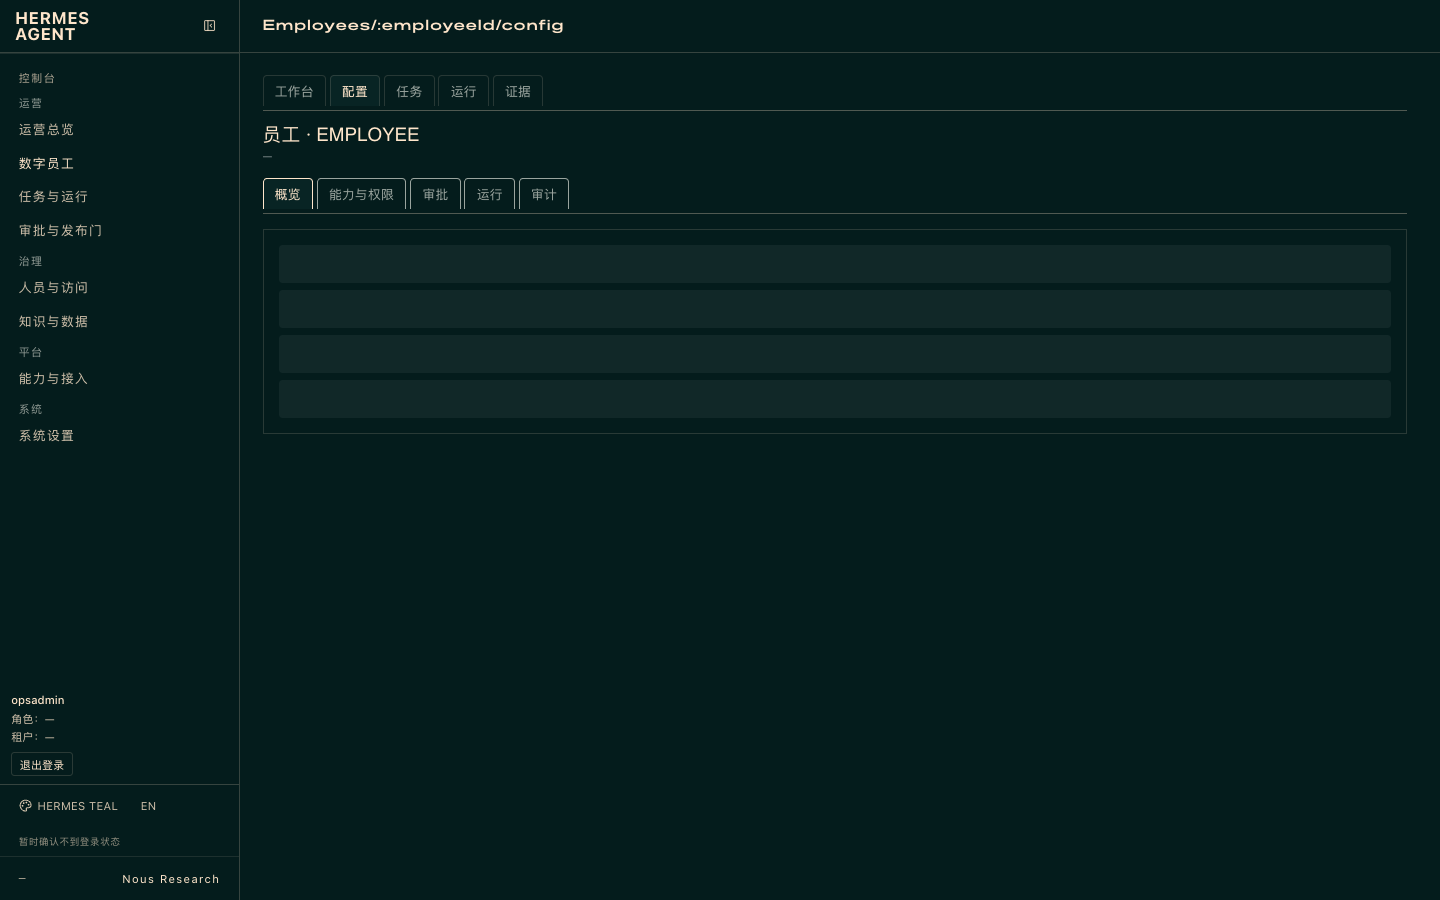 HERMES
AGENT
Employees/:employeeId/config
控制台
运营
运营总览
数字员工
任务与运行
审批与发布门
治理
人员与访问
知识与数据
平台
能力与接入
系统
系统设置
工作台 配置 任务 运行 证据
员工 · EMPLOYEE
—
概览 能力与权限 审批 运行 审计
opsadmin
角色: —
租户: —
退出登录
HERMES TEAL EN
暂时确认不到登录状态
— Nous Research